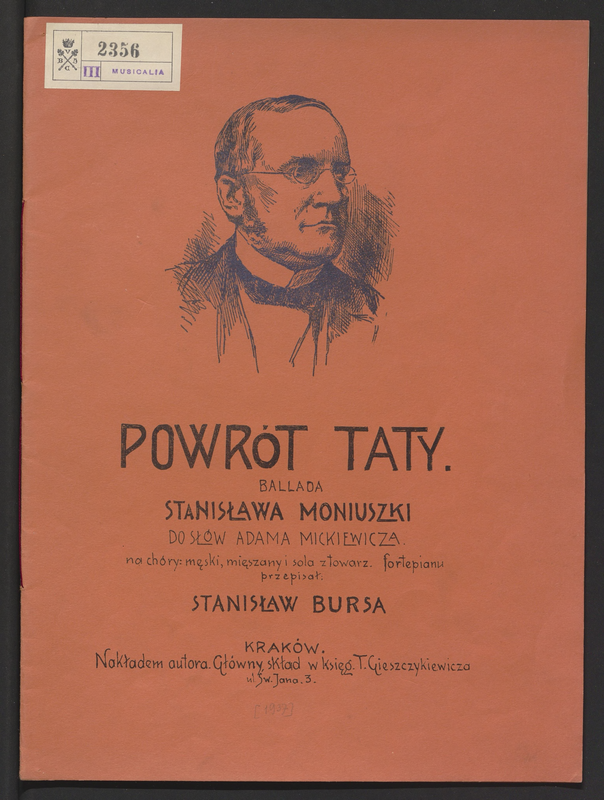 2356
V
B J
C
III MUSICALIA
POWRÓT TATY.
BALLADA
STANISŁAWA MONIUSZKI
DO SŁÓW ADAMA MICKIEWICZA.
na chóry: męski, mięszany i sola z towarz. fortepianu
przepisał.
STANISŁAW BURSA
KRAKÓW.
Nakładem autora. Główny skład w księg. T. Gieszczykiewicza
ul. Św. Jana. 3.